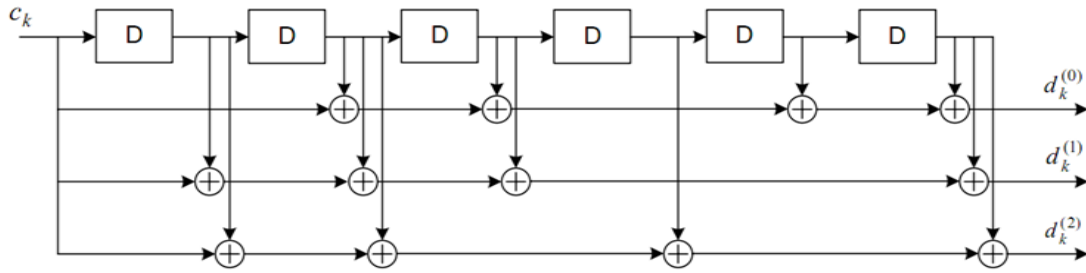 c_k
D D D D D D
d_k^{(0)}
d_k^{(1)}
d_k^{(2)}